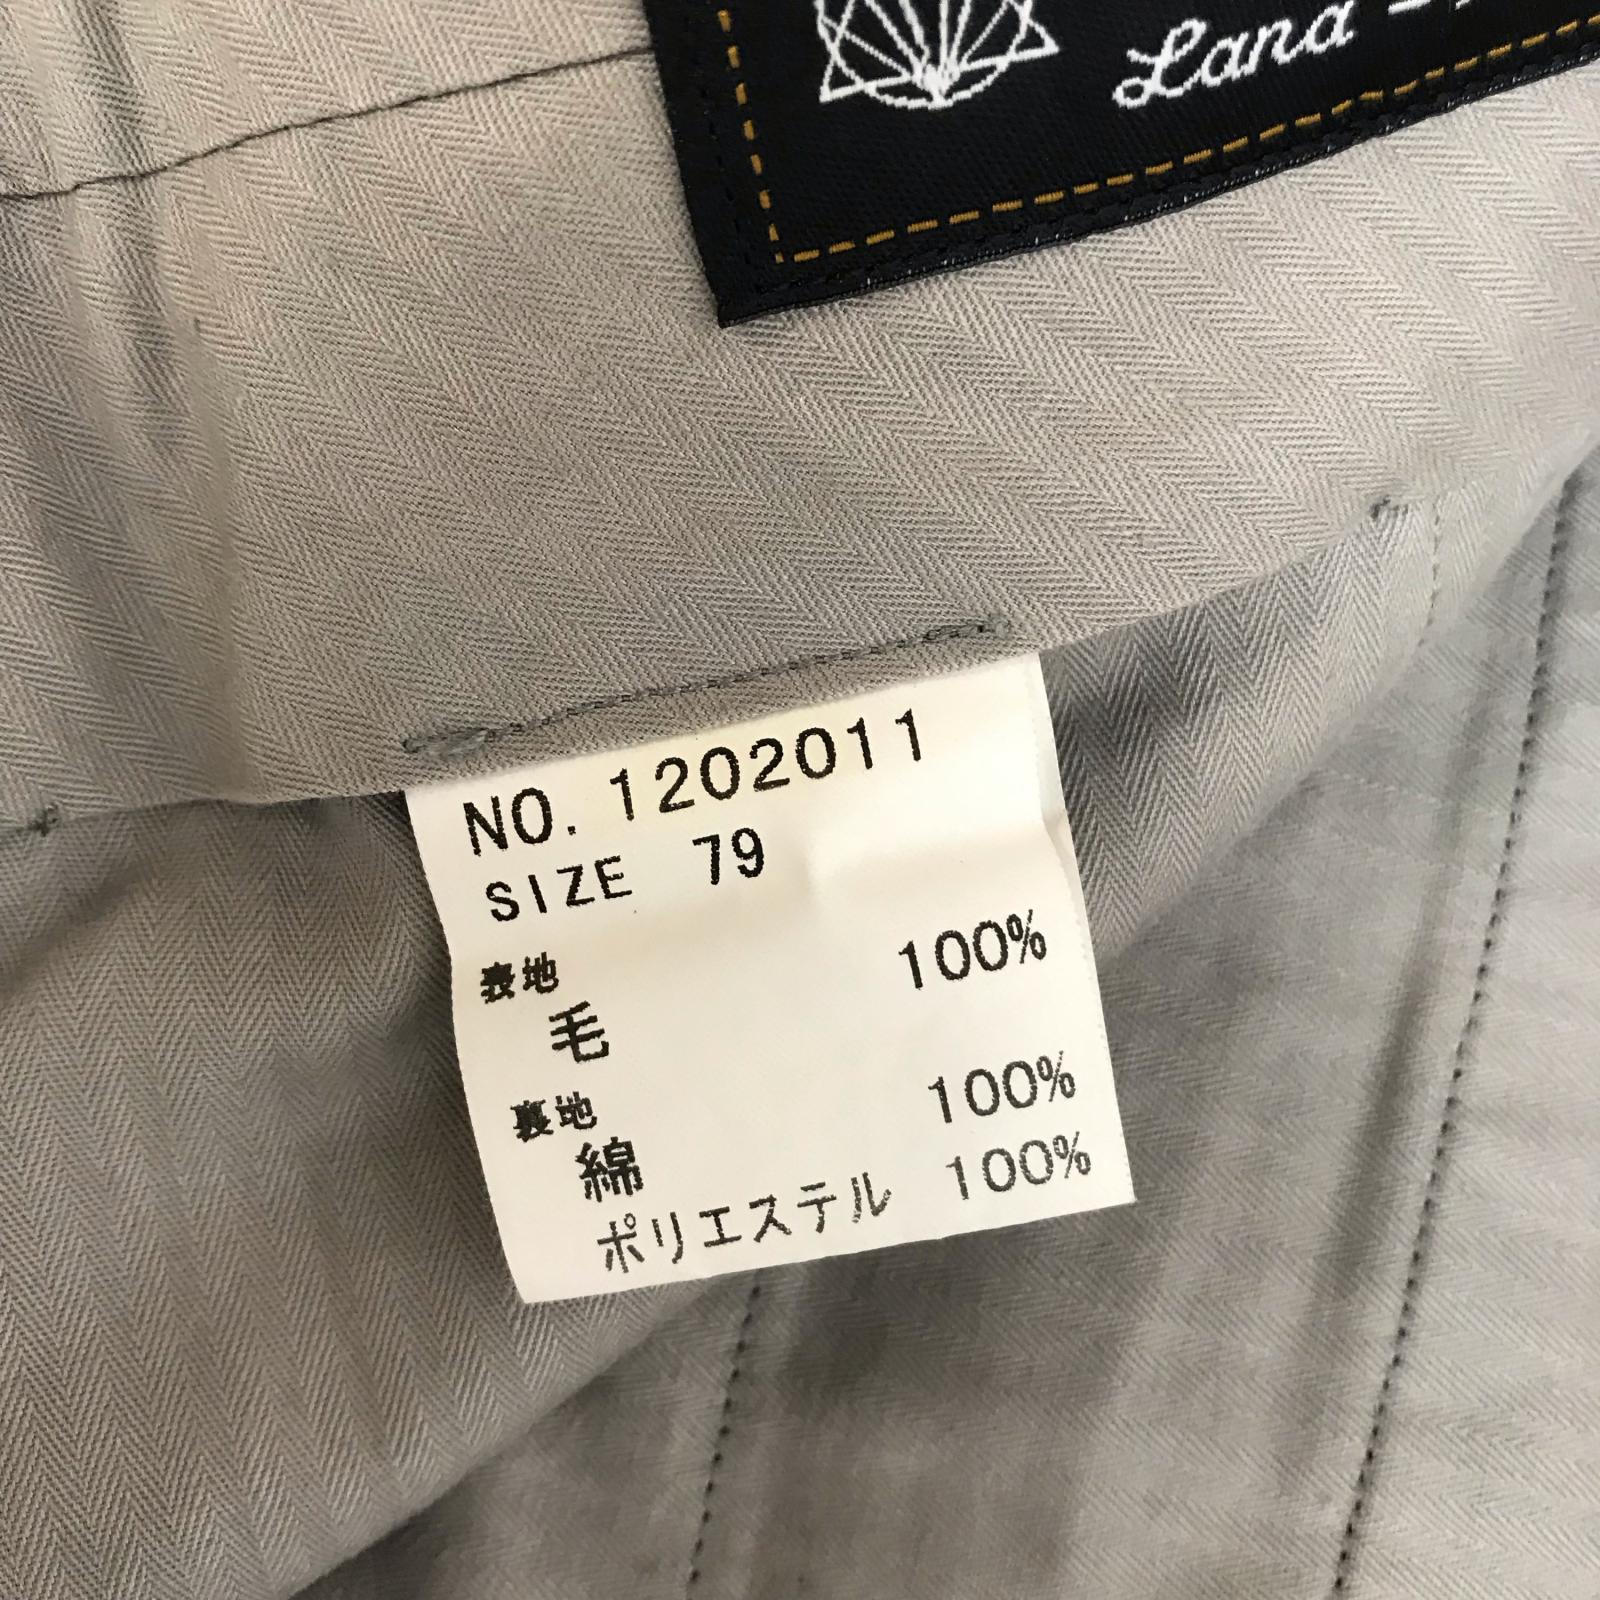 Land
NO. 1202011
SIZE 79
表地 100%
毛
裏地 100%
綿
ポリエステル 100%